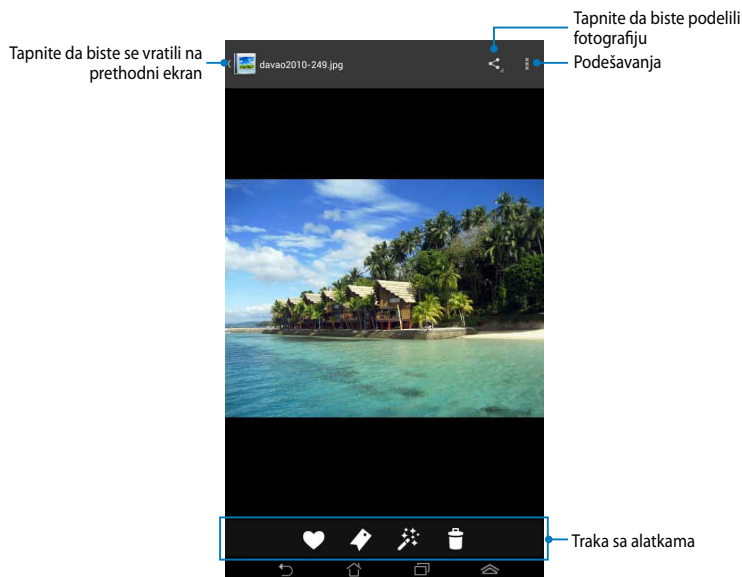 Tapnite da biste podelili
fotografiju
Tapnite da biste se vratili na
prethodni ekran
davao2010-249.jpg
Podešavanja
Traka sa alatkama